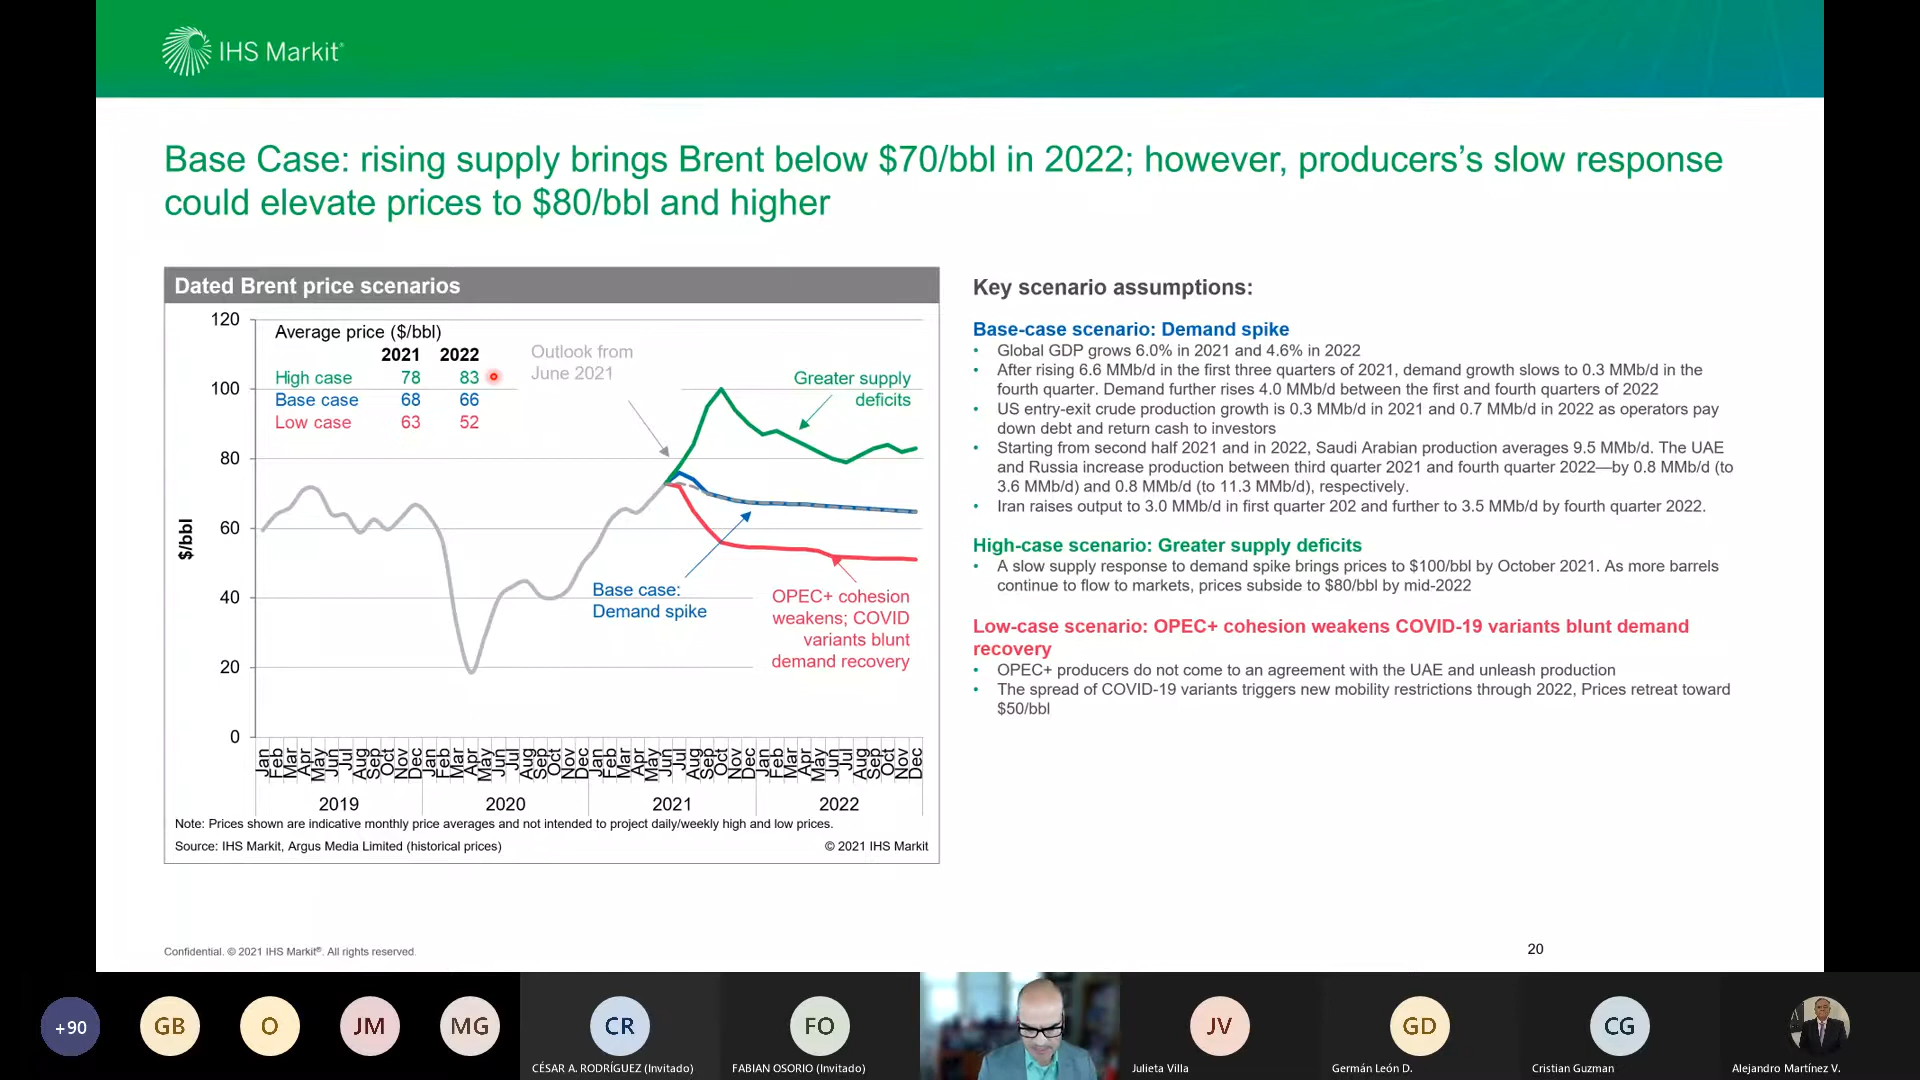 IHS Markit®
Base Case: rising supply brings Brent below $70/bbl in 2022; however, producers's slow response
could elevate prices to $80/bbl and higher
Dated Brent price scenarios
120
100
80
60
40
20
0
$/bbl
Average price ($/bbl)
2021 2022
High case 78 83
Base case 68 66
Low case 63 52
Outlook from
June 2021
Greater supply
deficits
Base case:
Demand spike
OPEC+ cohesion
weakens; COVID
variants blunt
demand recovery
Jan Feb Mar Apr May Jun Jul Aug Sep Oct Nov Dec Jan Feb Mar Apr May Jun Jul Aug Sep Oct Nov Dec Jan Feb Mar Apr May Jun Jul Aug Sep Oct Nov Dec Jan Feb Mar Apr May Jun Jul Aug Sep Oct Nov Dec
2019 2020 2021 2022
Note: Prices shown are indicative monthly price averages and not intended to project daily/weekly high and low prices.
Source: IHS Markit, Argus Media Limited (historical prices) © 2021 IHS Markit
Key scenario assumptions:
Base-case scenario: Demand spike
• Global GDP grows 6.0% in 2021 and 4.6% in 2022
• After rising 6.6 MMb/d in the first three quarters of 2021, demand growth slows to 0.3 MMb/d in the
fourth quarter. Demand further rises 4.0 MMb/d between the first and fourth quarters of 2022
• US entry-exit crude production growth is 0.3 MMb/d in 2021 and 0.7 MMb/d in 2022 as operators pay
down debt and return cash to investors
• Starting from second half 2021 and in 2022, Saudi Arabian production averages 9.5 MMb/d. The UAE
and Russia increase production between third quarter 2021 and fourth quarter 2022—by 0.8 MMb/d (to
3.6 MMb/d) and 0.8 MMb/d (to 11.3 MMb/d), respectively.
• Iran raises output to 3.0 MMb/d in first quarter 202 and further to 3.5 MMb/d by fourth quarter 2022.
High-case scenario: Greater supply deficits
• A slow supply response to demand spike brings prices to $100/bbl by October 2021. As more barrels
continue to flow to markets, prices subside to $80/bbl by mid-2022
Low-case scenario: OPEC+ cohesion weakens COVID-19 variants blunt demand
recovery
• OPEC+ producers do not come to an agreement with the UAE and unleash production
• The spread of COVID-19 variants triggers new mobility restrictions through 2022, Prices retreat toward
$50/bbl
Confidential. © 2021 IHS Markit®. All rights reserved.
20
+90 GB O JM MG CR FO JV GD CG
CÉSAR A. RODRÍGUEZ (Invitado) FABIAN OSORIO (Invitado) Julieta Villa Germán León D. Cristian Guzman Alejandro Martínez V.